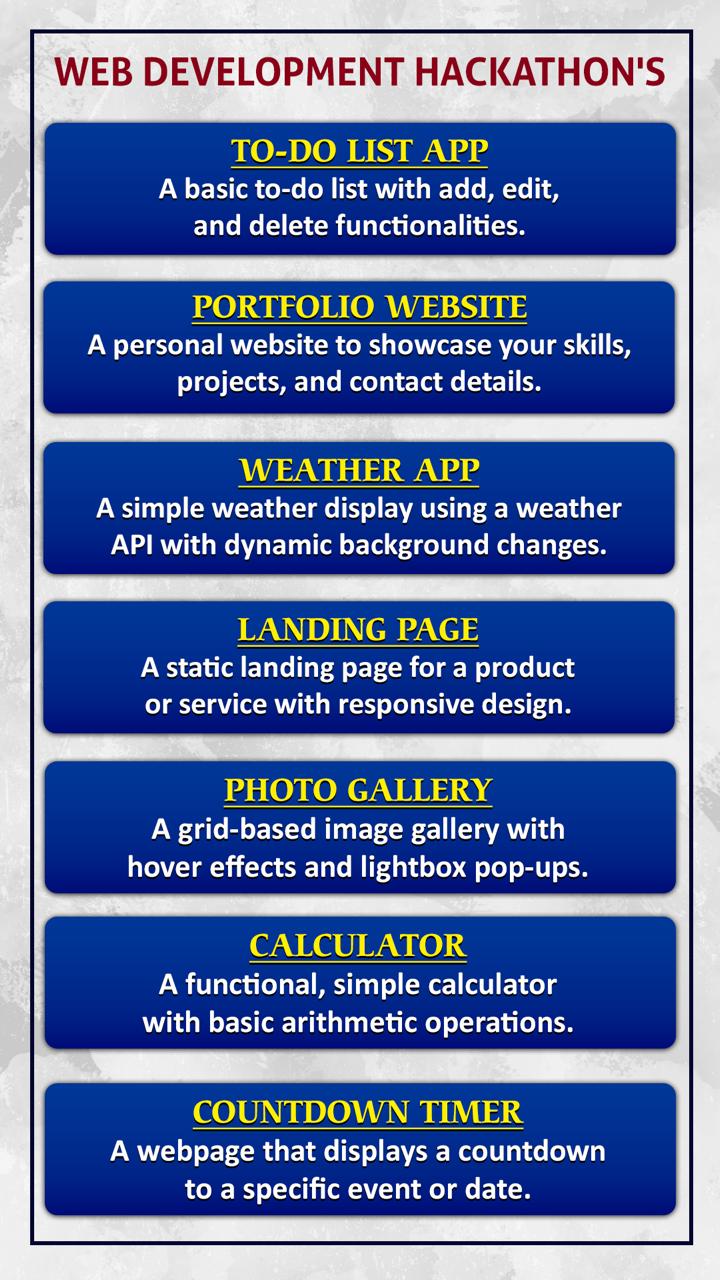 WEB DEVELOPMENT HACKATHON'S
TO-DO LIST APP
A basic to-do list with add, edit,
and delete functionalities.
PORTFOLIO WEBSITE
A personal website to showcase your skills,
projects, and contact details.
WEATHER APP
A simple weather display using a weather
API with dynamic background changes.
LANDING PAGE
A static landing page for a product
or service with responsive design.
PHOTO GALLERY
A grid-based image gallery with
hover effects and lightbox pop-ups.
CALCULATOR
A functional, simple calculator
with basic arithmetic operations.
COUNTDOWN TIMER
A webpage that displays a countdown
to a specific event or date.